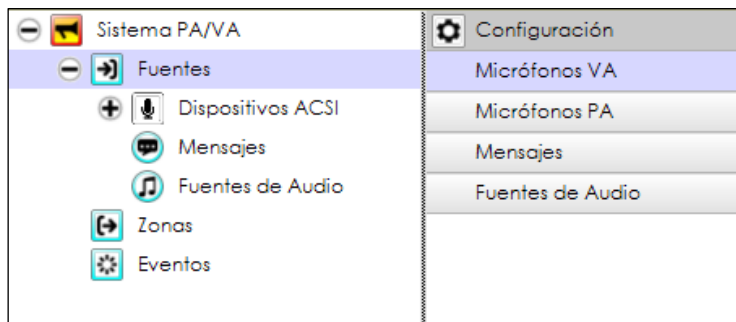 Sistema PA/VA
Fuentes
Dispositivos ACSI
Mensajes
Fuentes de Audio
Zonas
Eventos
Configuración
Micrófonos VA
Micrófonos PA
Mensajes
Fuentes de Audio